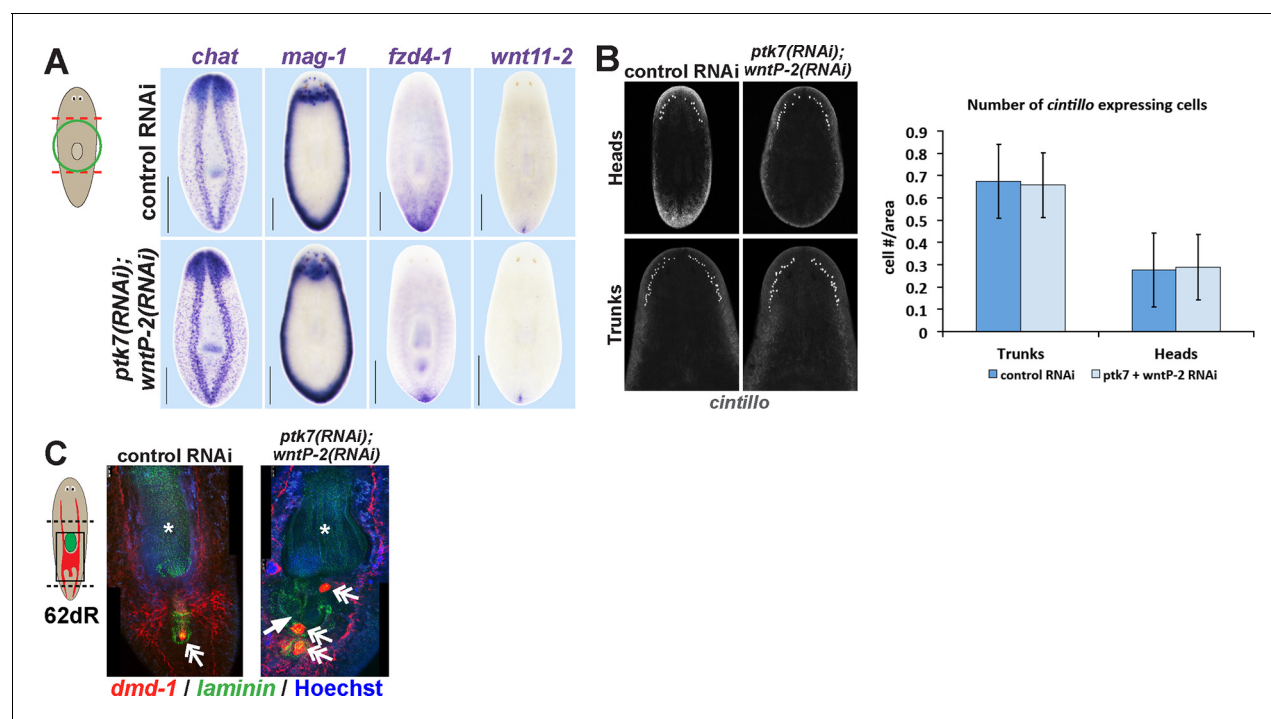 A
chat mag-1 fzd4-1 wnt11-2
control RNAi
ptk7(RNAi);
wntP-2(RNAi)
B
control RNAi
ptk7(RNAi);
wntP-2(RNAi)
Heads
Trunks
cintillo
Number of cintillo expressing cells
cell #/area
0.9
0.8
0.7
0.6
0.5
0.4
0.3
0.2
0.1
0
Trunks Heads
control RNAi ptk7 + wntP-2 RNAi
C
62dR
control RNAi
ptk7(RNAi);
wntP-2(RNAi)
*
*
dmd-1 / laminin / Hoechst